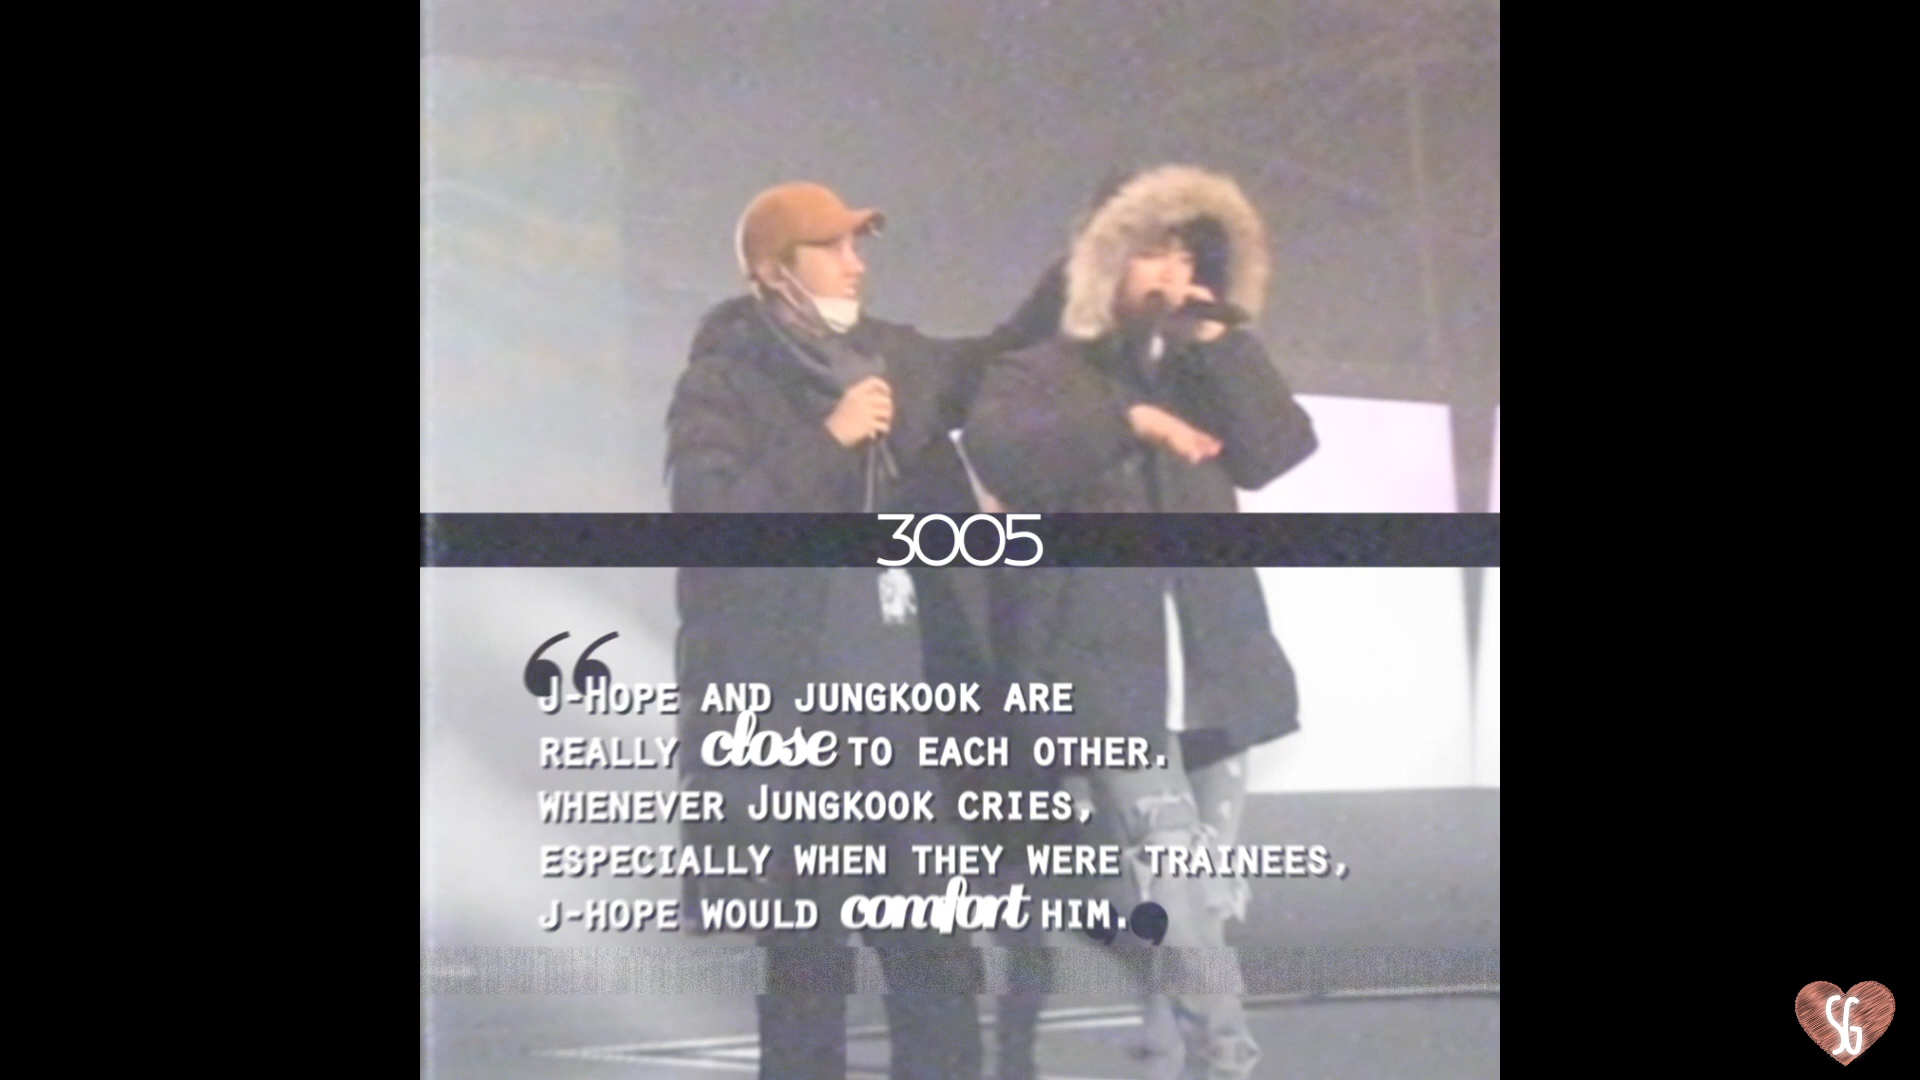 3005
“J-HOPE AND JUNGKOOK ARE
REALLY close TO EACH OTHER.
WHENEVER JUNGKOOK CRIES,
ESPECIALLY WHEN THEY WERE TRAINEES,
J-HOPE WOULD comfort HIM.”
SG